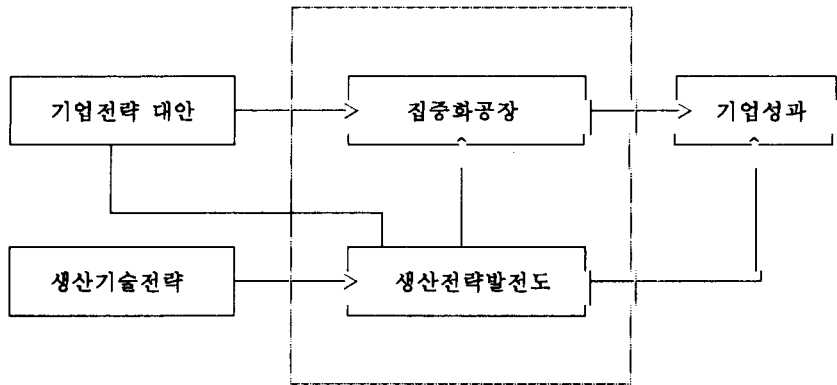 기업전략 대안
집중화공장
기업성과
생산기술전략
생산전략발전도